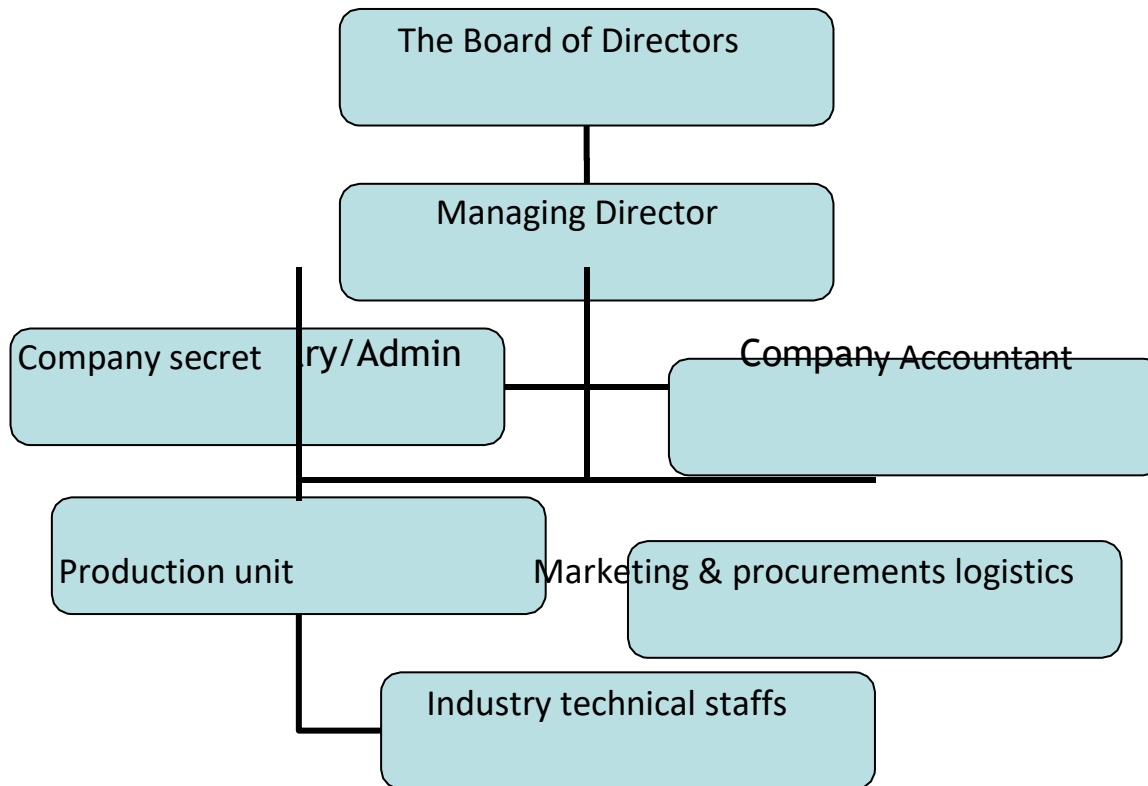 The Board of Directors
Managing Director
Company secret ry/Admin
Company Accountant
Production unit
Marketing & procurements logistics
Industry technical staffs